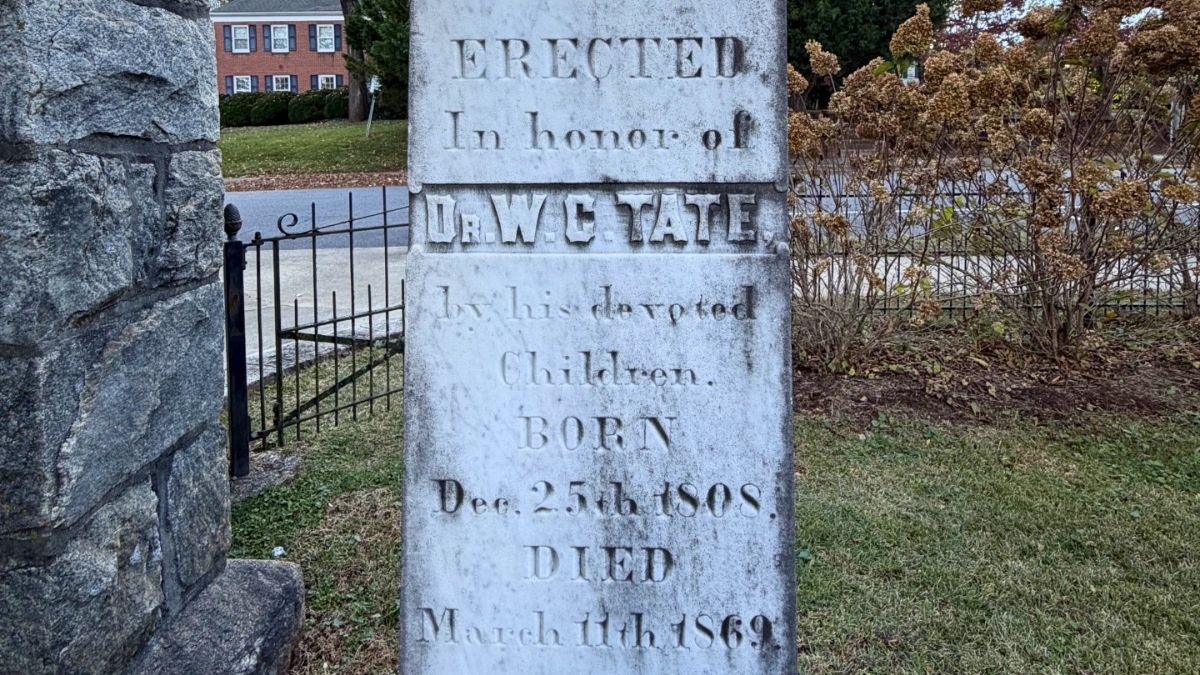 ERECTED
In honor of
DR. W. C. TATE,
by his devoted
Children.
BORN
Dec. 25th 1808.
DIED
March 11th 1869.